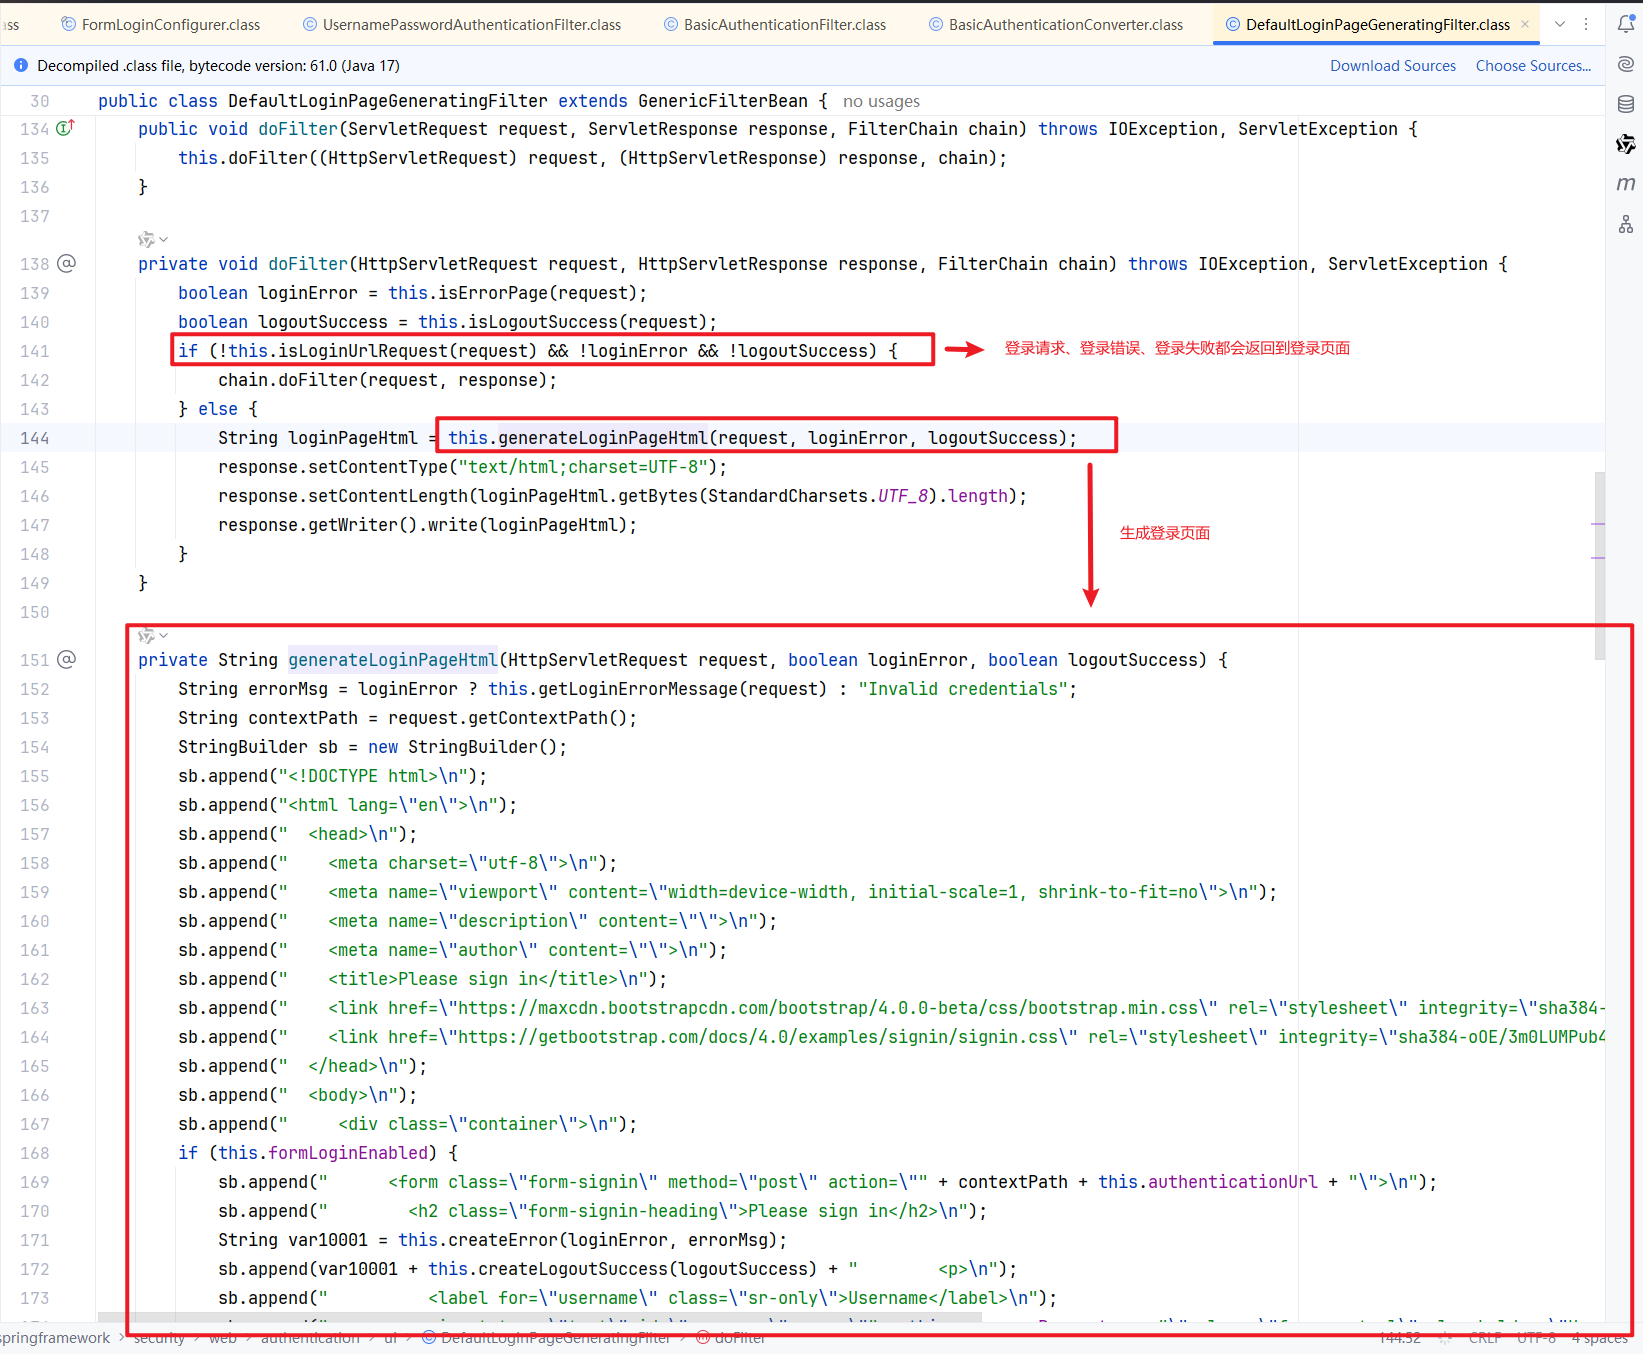 ass FormLoginConfigurer.class UsernamePasswordAuthenticationFilter.class BasicAuthenticationFilter.class BasicAuthenticationConverter.class DefaultLoginPageGeneratingFilter.class
Decompiled .class file, bytecode version: 61.0 (Java 17) Download Sources Choose Sources...
30 public class DefaultLoginPageGeneratingFilter extends GenericFilterBean { no usages
134 public void doFilter(ServletRequest request, ServletResponse response, FilterChain chain) throws IOException, ServletException {
135 this.doFilter((HttpServletRequest) request, (HttpServletResponse) response, chain);
136 }
137
138 private void doFilter(HttpServletRequest request, HttpServletResponse response, FilterChain chain) throws IOException, ServletException {
139 boolean loginError = this.isErrorPage(request);
140 boolean logoutSuccess = this.isLogoutSuccess(request);
141 if (!this.isLoginUrlRequest(request) && !loginError && !logoutSuccess) { 登录请求、登录错误、登录失败都会返回到登录页面
142 chain.doFilter(request, response);
143 } else {
144 String loginPageHtml = this.generateLoginPageHtml(request, loginError, logoutSuccess);
145 response.setContentType("text/html;charset=UTF-8");
146 response.setContentLength(loginPageHtml.getBytes(StandardCharsets.UTF_8).length);
147 response.getWriter().write(loginPageHtml);
生成登录页面
148 }
149 }
150
151 private String generateLoginPageHtml(HttpServletRequest request, boolean loginError, boolean logoutSuccess) {
152 String errorMsg = loginError ? this.getLoginErrorMessage(request) : "Invalid credentials";
153 String contextPath = request.getContextPath();
154 StringBuilder sb = new StringBuilder();
155 sb.append("<!DOCTYPE html>\n");
156 sb.append("<html lang=\"en\">\n");
157 sb.append("  <head>\n");
158 sb.append("    <meta charset=\"utf-8\">\n");
159 sb.append("    <meta name=\"viewport\" content=\"width=device-width, initial-scale=1, shrink-to-fit=no\">\n");
160 sb.append("    <meta name=\"description\" content=\"\">\n");
161 sb.append("    <meta name=\"author\" content=\"\">\n");
162 sb.append("    <title>Please sign in</title>\n");
163 sb.append("    <link href=\"https://maxcdn.bootstrapcdn.com/bootstrap/4.0.0-beta/css/bootstrap.min.css\" rel=\"stylesheet\" integrity=\"sha384-
164 sb.append("    <link href=\"https://getbootstrap.com/docs/4.0/examples/signin/signin.css\" rel=\"stylesheet\" integrity=\"sha384-oOE/3m0LUMPub4
165 sb.append("  </head>\n");
166 sb.append("  <body>\n");
167 sb.append("     <div class=\"container\">\n");
168 if (this.formLoginEnabled) {
169 sb.append("      <form class=\"form-signin\" method=\"post\" action=\"" + contextPath + this.authenticationUrl + "\">\n");
170 sb.append("        <h2 class=\"form-signin-heading\">Please sign in</h2>\n");
171 String var10001 = this.createError(loginError, errorMsg);
172 sb.append(var10001 + this.createLogoutSuccess(logoutSuccess) + "        <p>\n");
173 sb.append("          <label for=\"username\" class=\"sr-only\">Username</label>\n");
springframework security web authentication ui DefaultLoginPageGeneratingFilter doFilter 144:52 CRLF UTF-8 4 spaces